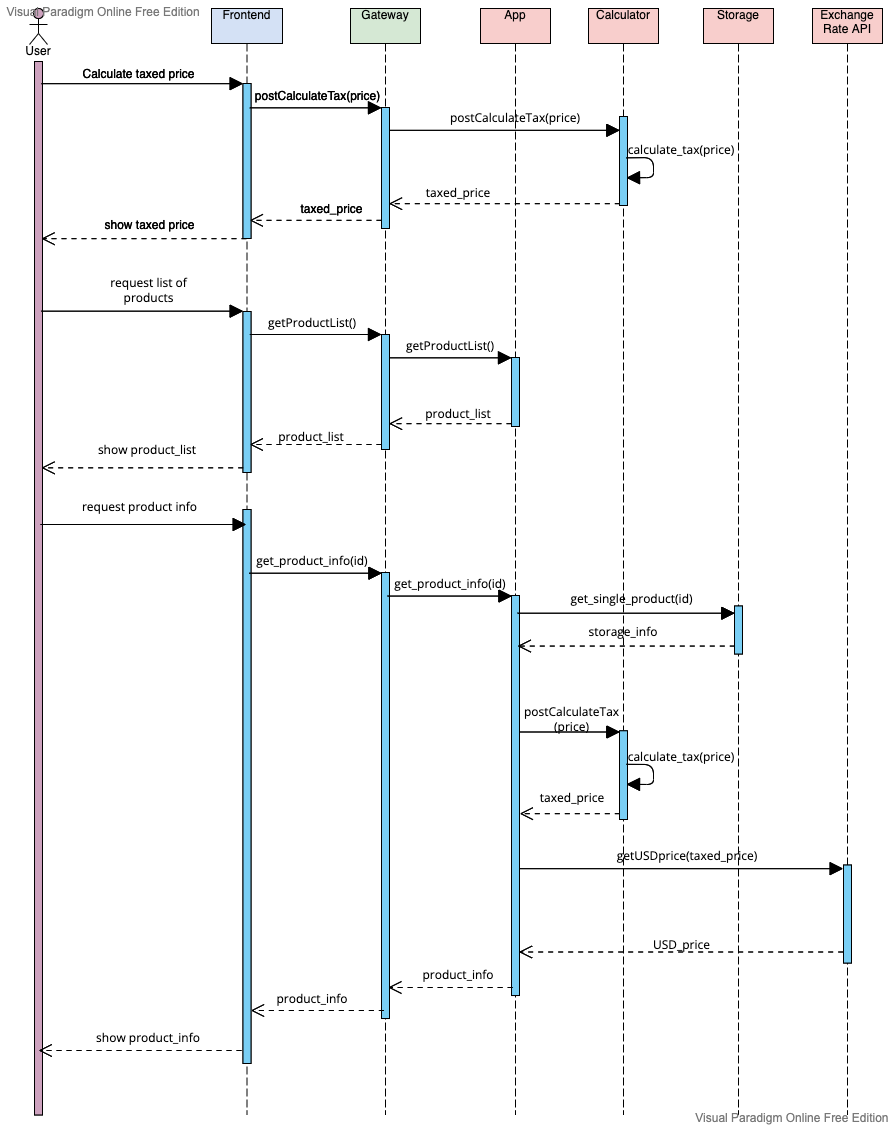 Visual Paradigm Online Free Edition
User
Frontend
Gateway
App
Calculator
Storage
Exchange
Rate API
Calculate taxed price
postCalculateTax(price)
postCalculateTax(price)
calculate_tax(price)
taxed_price
taxed_price
show taxed price
request list of
products
getProductList()
getProductList()
product_list
product_list
show product_list
request product info
get_product_info(id)
get_product_info(id)
get_single_product(id)
storage_info
postCalculateTax
(price)
calculate_tax(price)
taxed_price
getUSDprice(taxed_price)
USD_price
product_info
product_info
show product_info
Visual Paradigm Online Free Edition